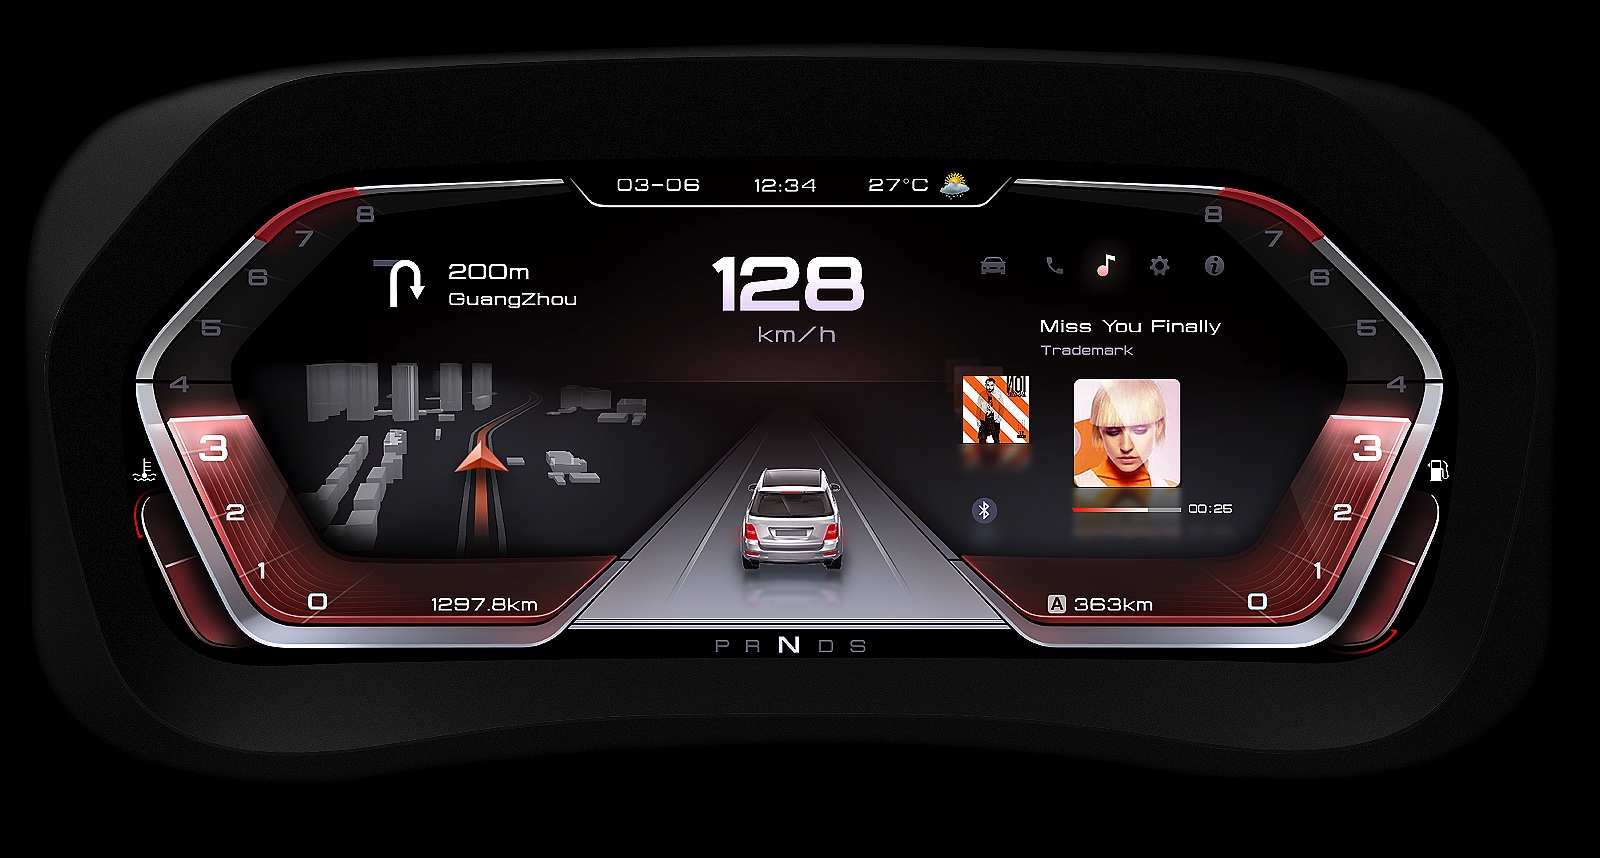 03-06 12:34 27°C
8 8
7 7
200m
GuangZhou
128
km/h
6 6
Miss You Finally
Trademark
5 5
4 4
3 3
2 2
00:25
1 1
0 0
1297.8km
A 363km
P R N D S